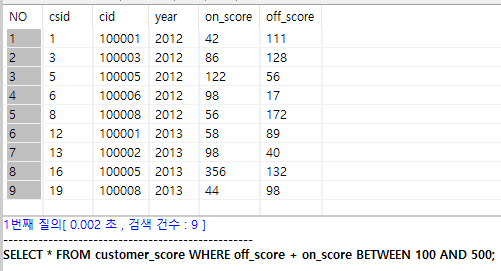 NO csid cid year on_score off_score
1 1 100001 2012 42 111
2 3 100003 2012 86 128
3 5 100005 2012 122 56
4 6 100006 2012 98 17
5 8 100008 2012 56 172
6 12 100001 2013 58 89
7 13 100002 2013 98 40
8 16 100005 2013 356 132
9 19 100008 2013 44 98
1번째 질의[ 0.002 초 , 검색 건수 : 9 ]
--------------------------------------------------
SELECT * FROM customer_score WHERE off_score + on_score BETWEEN 100 AND 500;